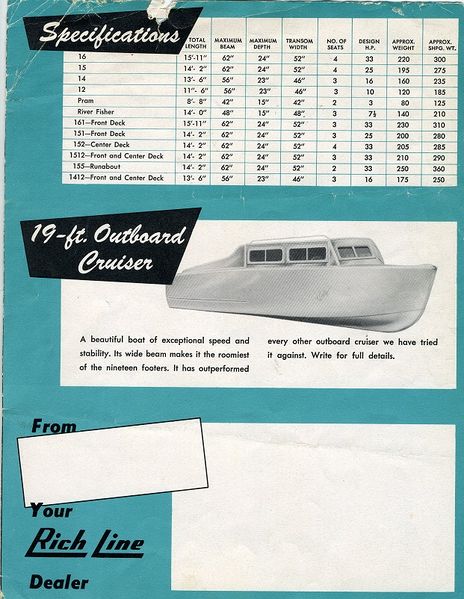 Specifications
TOTAL LENGTH MAXIMUM BEAM MAXIMUM DEPTH TRANSOM WIDTH NO. OF SEATS DESIGN H.P. APPROX. WEIGHT APPROX. SHPG. WT.
16 15'-11" 62" 24" 52" 4 33 220 300
15 14'- 2" 62" 24" 52" 4 25 195 275
14 13'- 6" 56" 23" 46" 3 16 160 235
12 11"- 6" 56" 23" 46" 3 10 120 185
Pram 8'- 8" 42" 15" 42" 2 3 80 125
River Fisher 14'- 0" 48" 15" 48" 3 7½ 140 210
161—Front Deck 15'-11" 62" 24" 52" 3 33 230 310
151—Front Deck 14'- 2" 62" 24" 52" 3 25 200 280
152—Center Deck 14'- 2" 62" 24" 52" 4 33 205 285
1512—Front and Center Deck 14'- 2" 62" 24" 52" 3 33 210 290
155—Runabout 14'- 2" 62" 24" 52" 2 33 250 360
1412—Front and Center Deck 13'- 6" 56" 23" 46" 3 16 175 250
19-ft. Outboard
Cruiser
A beautiful boat of exceptional speed and
stability. Its wide beam makes it the roomiest
of the nineteen footers. It has outperformed
every other outboard cruiser we have tried
it against. Write for full details.
From
Your
Rich Line
Dealer